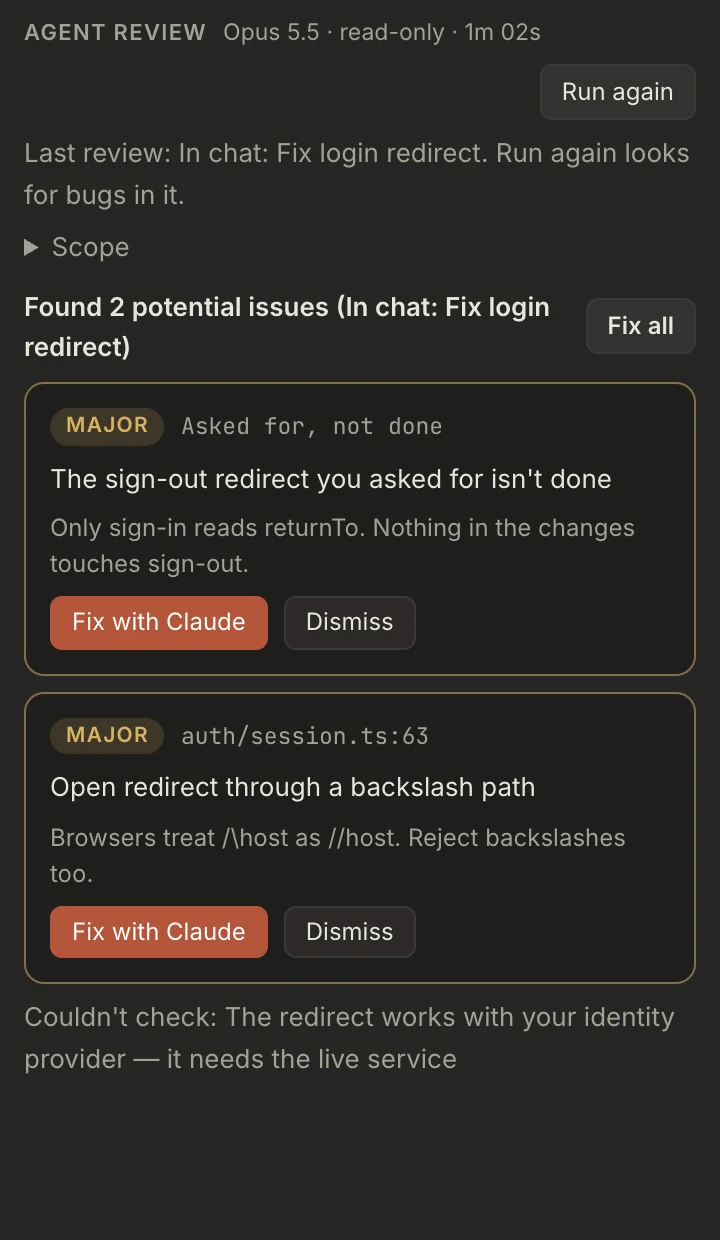 AGENT REVIEW Opus 5.5 · read-only · 1m 02s
Run again
Last review: In chat: Fix login redirect. Run again looks
for bugs in it.
Scope
Found 2 potential issues (In chat: Fix login
redirect)
Fix all
MAJOR Asked for, not done
The sign-out redirect you asked for isn't done
Only sign-in reads returnTo. Nothing in the changes
touches sign-out.
Fix with Claude Dismiss
MAJOR auth/session.ts:63
Open redirect through a backslash path
Browsers treat /\host as //host. Reject backslashes
too.
Fix with Claude Dismiss
Couldn't check: The redirect works with your identity
provider — it needs the live service